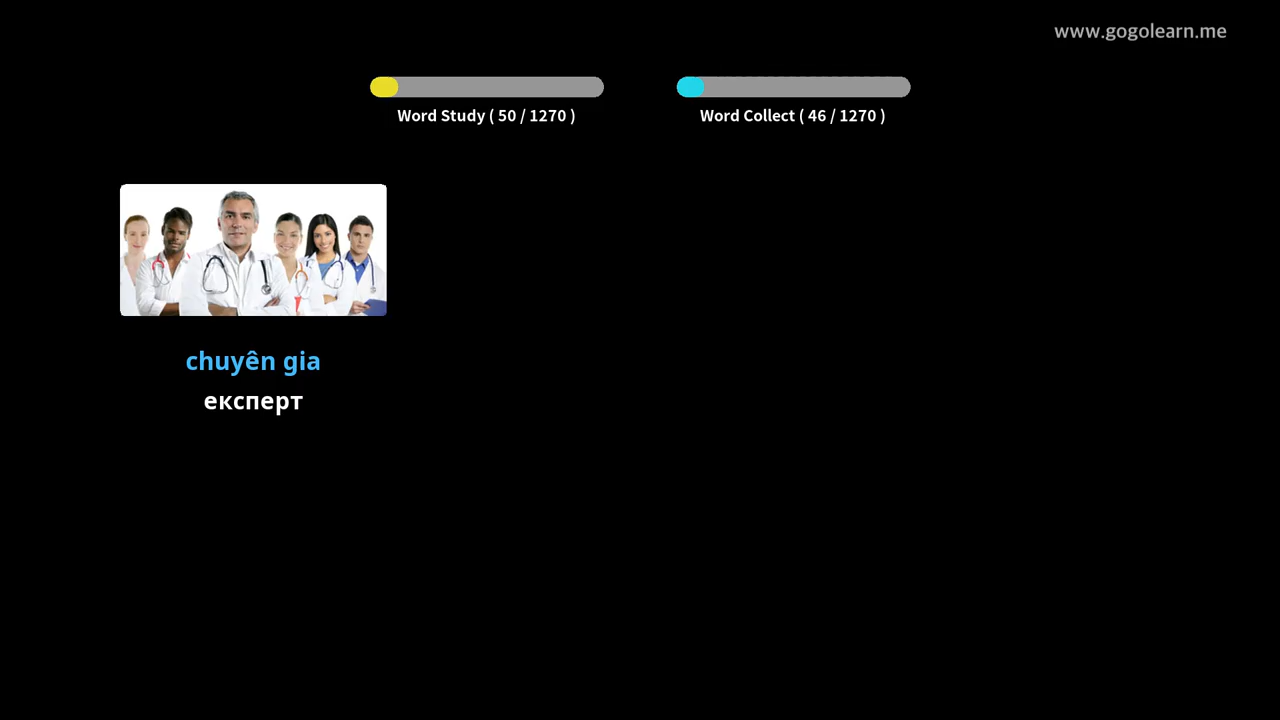 www.gogolearn.me
Word Study ( 50 / 1270 )
Word Collect ( 46 / 1270 )
chuyên gia
експерт